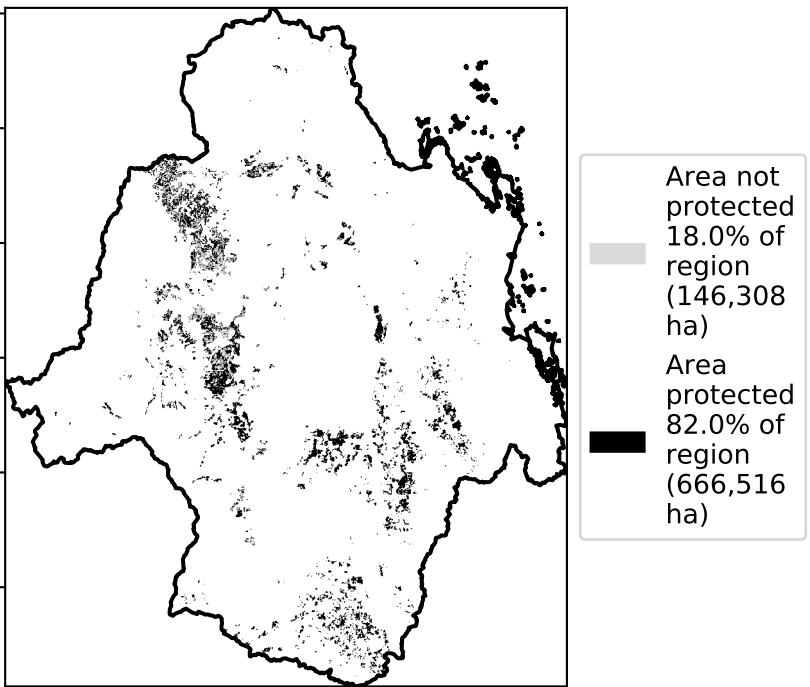 Area not
protected
18.0% of
region
(146,308
ha)
Area
protected
82.0% of
region
(666,516
ha)